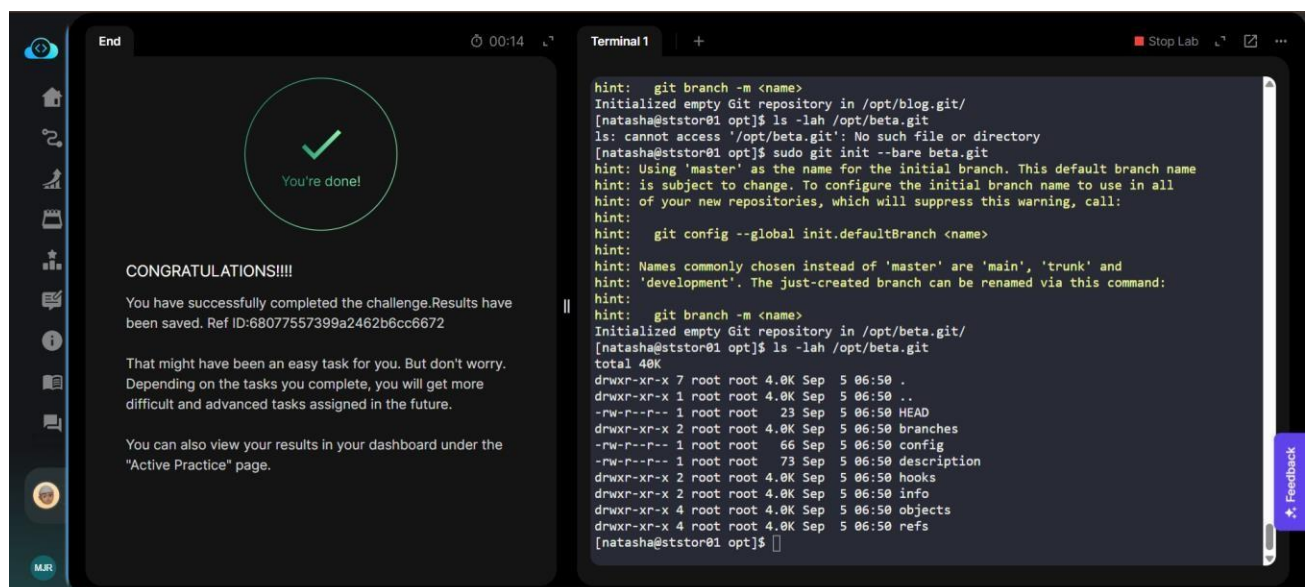 End
00:14
You're done!
CONGRATULATIONS!!!!
You have successfully completed the challenge.Results have
been saved. Ref ID:68077557399a2462b6cc6672
That might have been an easy task for you. But don't worry.
Depending on the tasks you complete, you will get more
difficult and advanced tasks assigned in the future.
You can also view your results in your dashboard under the
"Active Practice" page.
MJR
Terminal 1
+
Stop Lab
hint:   git branch -m <name>
Initialized empty Git repository in /opt/blog.git/
[natasha@ststor01 opt]$ ls -lah /opt/beta.git
ls: cannot access '/opt/beta.git': No such file or directory
[natasha@ststor01 opt]$ sudo git init --bare beta.git
hint: Using 'master' as the name for the initial branch. This default branch name
hint: is subject to change. To configure the initial branch name to use in all
hint: of your new repositories, which will suppress this warning, call:
hint:
hint:   git config --global init.defaultBranch <name>
hint:
hint: Names commonly chosen instead of 'master' are 'main', 'trunk' and
hint: 'development'. The just-created branch can be renamed via this command:
hint:
hint:   git branch -m <name>
Initialized empty Git repository in /opt/beta.git/
[natasha@ststor01 opt]$ ls -lah /opt/beta.git
total 40K
drwxr-xr-x 7 root root 4.0K Sep  5 06:50 .
drwxr-xr-x 1 root root 4.0K Sep  5 06:50 ..
-rw-r--r-- 1 root root   23 Sep  5 06:50 HEAD
drwxr-xr-x 2 root root 4.0K Sep  5 06:50 branches
-rw-r--r-- 1 root root   66 Sep  5 06:50 config
-rw-r--r-- 1 root root   73 Sep  5 06:50 description
drwxr-xr-x 2 root root 4.0K Sep  5 06:50 hooks
drwxr-xr-x 2 root root 4.0K Sep  5 06:50 info
drwxr-xr-x 4 root root 4.0K Sep  5 06:50 objects
drwxr-xr-x 4 root root 4.0K Sep  5 06:50 refs
[natasha@ststor01 opt]$
Feedback